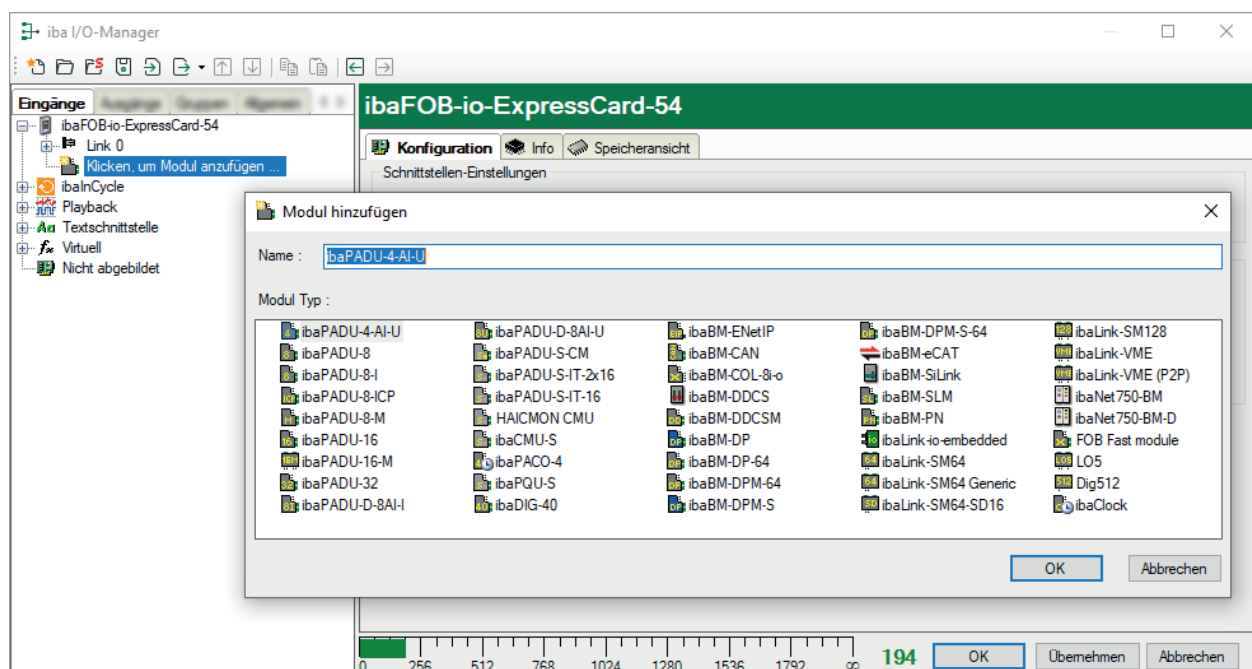 iba I/O-Manager
Eingänge
ibaFOB-io-ExpressCard-54
Link 0
Klicken, um Modul anzufügen ...
ibaInCycle
Playback
Textschnittstelle
Virtuell
Nicht abgebildet
ibaFOB-io-ExpressCard-54
Konfiguration Info Speicheransicht
Schnittstellen-Einstellungen
Modul hinzufügen
Name : ibaPADU-4-AI-U
Modul Typ :
ibaPADU-4-AI-U ibaPADU-D-8AI-U ibaBM-ENetIP ibaBM-DPM-S-64 ibaLink-SM128
ibaPADU-8 ibaPADU-S-CM ibaBM-CAN ibaBM-eCAT ibaLink-VME
ibaPADU-8-I ibaPADU-S-IT-2x16 ibaBM-COL-8i-o ibaBM-SiLink ibaLink-VME (P2P)
ibaPADU-8-ICP ibaPADU-S-IT-16 ibaBM-DDCS ibaBM-SLM ibaNet750-BM
ibaPADU-8-M HAICMON CMU ibaBM-DDCSM ibaBM-PN ibaNet750-BM-D
ibaPADU-16 ibaCMU-S ibaBM-DP ibaLink-io-embedded FOB Fast module
ibaPADU-16-M ibaPACO-4 ibaBM-DP-64 ibaLink-SM64 LO5
ibaPADU-32 ibaPQU-S ibaBM-DPM-64 ibaLink-SM64 Generic Dig512
ibaPADU-D-8AI-I ibaDIG-40 ibaBM-DPM-S ibaLink-SM64-SD16 ibaClock
OK Abbrechen
0 256 512 768 1024 1280 1536 1792 ∞ 194 OK Übernehmen Abbrechen